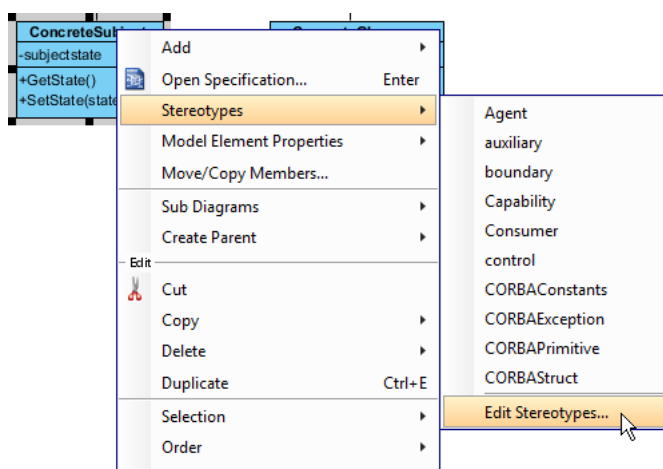 ConcreteSubject
-subjectstate
+GetState()
+SetState(state
Add
Open Specification... Enter
Stereotypes
Model Element Properties
Move/Copy Members...
Sub Diagrams
Create Parent
Edit
Cut
Copy
Delete
Duplicate Ctrl+E
Selection
Order
Agent
auxiliary
boundary
Capability
Consumer
control
CORBAConstants
CORBAException
CORBAPrimitive
CORBAStruct
Edit Stereotypes...